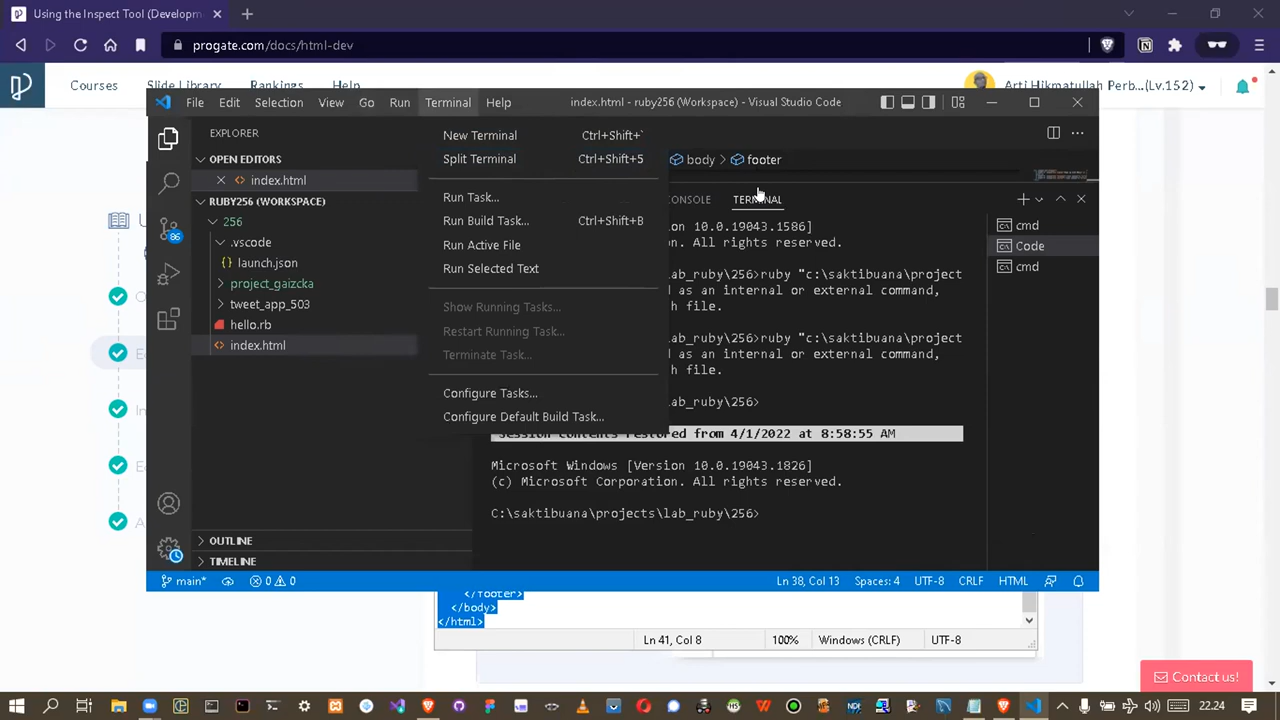 Using the Inspect Tool (Developm
progate.com/docs/html-dev
Courses
Slide Library
Rankings
Help
Arti Hikmatullah Perb...(Lv.152)
File
Edit
Selection
View
Go
Run
Terminal
Help
index.html - ruby256 (Workspace) - Visual Studio Code
EXPLORER
OPEN EDITORS
index.html
RUBY256 (WORKSPACE)
256
.vscode
launch.json
project_gaizcka
tweet_app_503
hello.rb
index.html
OUTLINE
TIMELINE
86
New Terminal Ctrl+Shift+`
Split Terminal Ctrl+Shift+5
Run Task...
Run Build Task... Ctrl+Shift+B
Run Active File
Run Selected Text
Show Running Tasks...
Restart Running Task...
Terminate Task...
Configure Tasks...
Configure Default Build Task...
body > footer
CONSOLE
TERMINAL
10.0.19043.1586]
on. All rights reserved.
lab_ruby\256>ruby "c:\saktibuana\project
d as an internal or external command,
h file.
lab_ruby\256>ruby "c:\saktibuana\project
d as an internal or external command,
h file.
lab_ruby\256>
Session contents restored from 4/1/2022 at 8:58:55 AM
Microsoft Windows [Version 10.0.19043.1826]
(c) Microsoft Corporation. All rights reserved.
C:\saktibuana\projects\lab_ruby\256>
cmd
Code
cmd
main*
0
0
Ln 38, Col 13
Spaces: 4
UTF-8
CRLF
HTML
</footer>
</body>
</html>
Ln 41, Col 8
100%
Windows (CRLF)
UTF-8
Contact us!
22.24